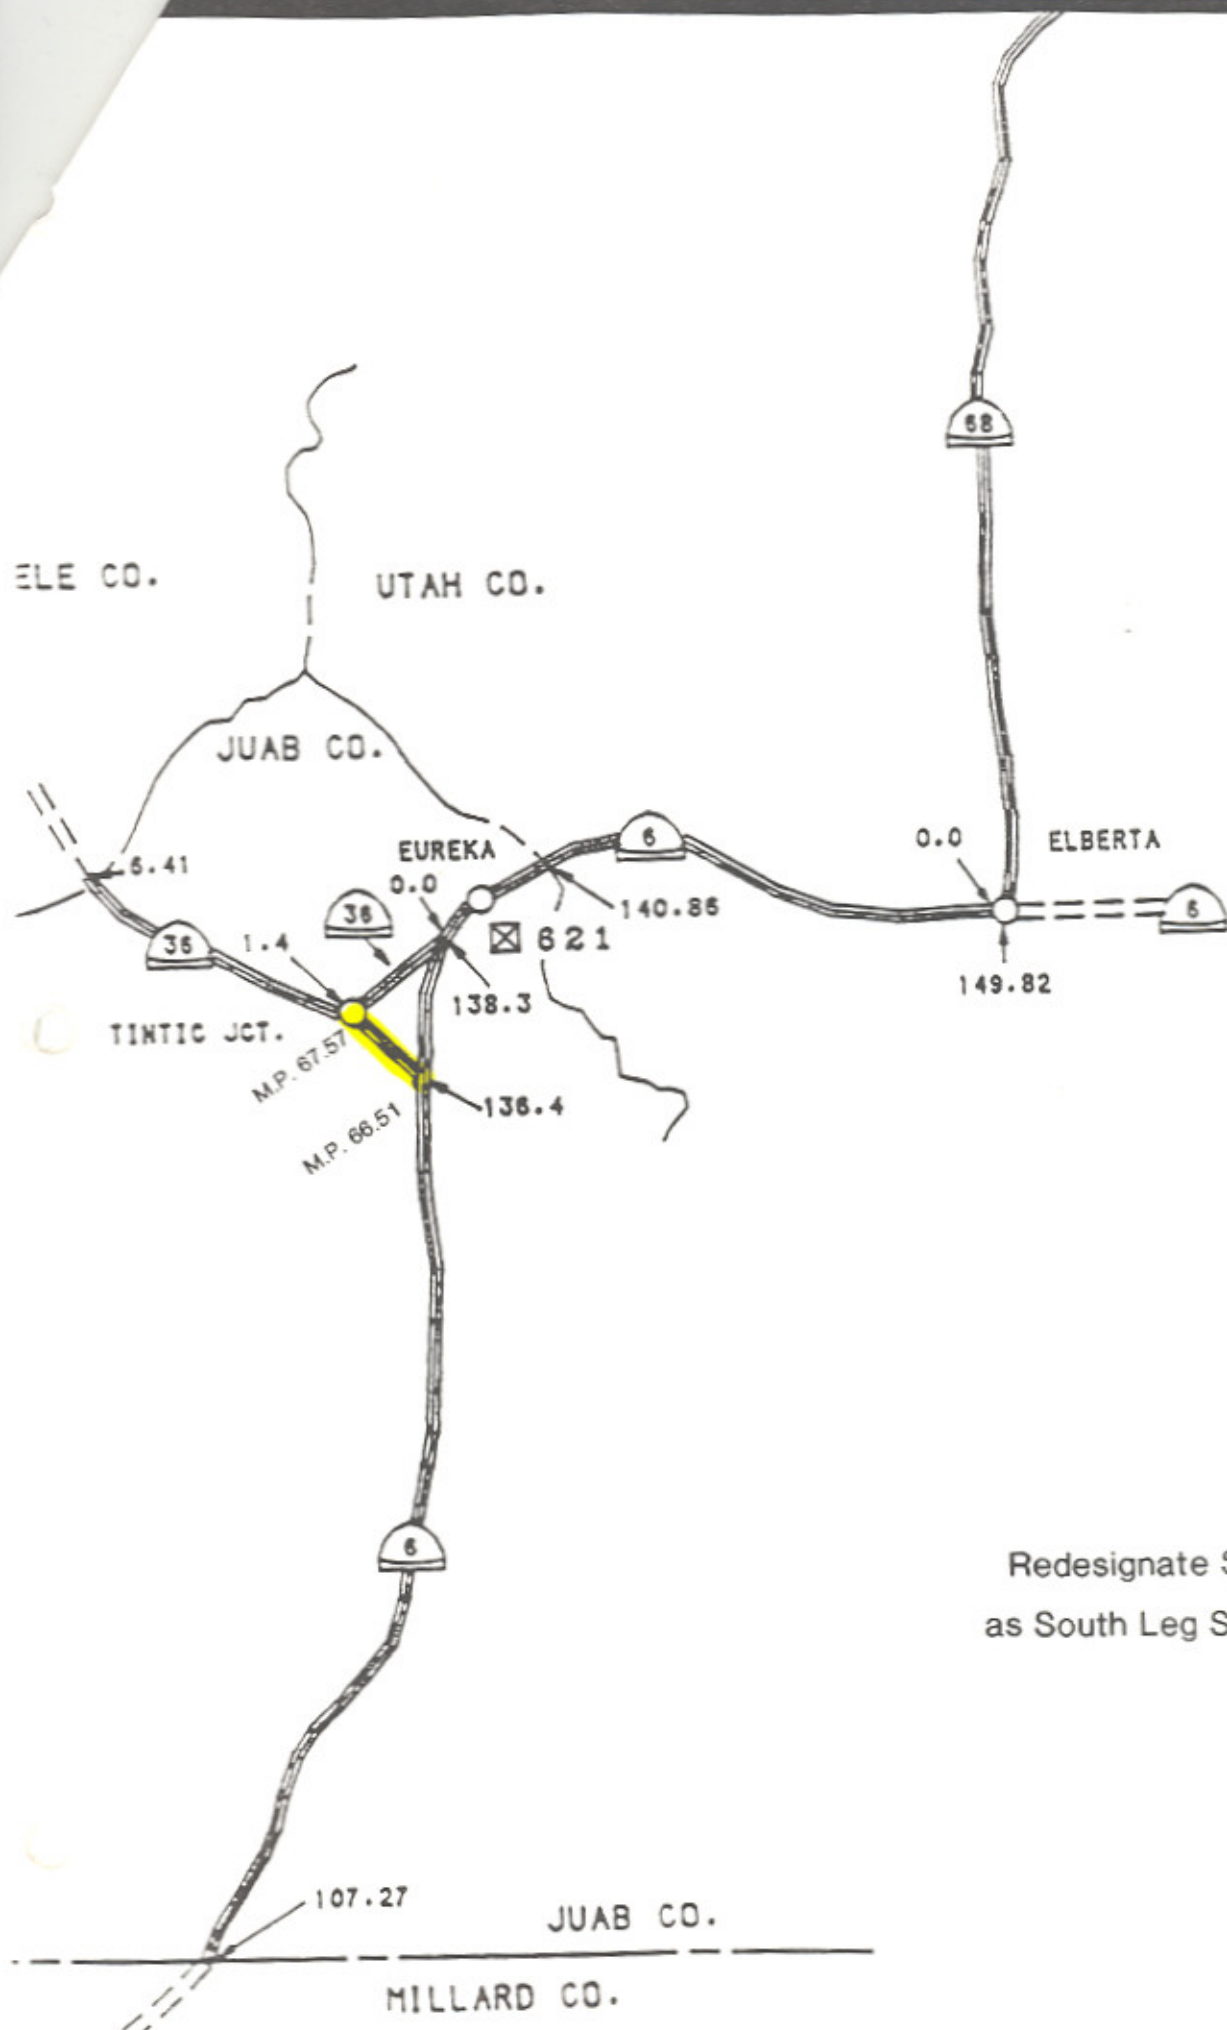 68
ELE CO.
UTAH CO.
JUAB CO.
6
EUREKA
0.0
ELBERTA
6.41
0.0
140.86
36
6
36
1.4
621
138.3
149.82
TINTIC JCT.
M.P. 67.57
136.4
M.P. 66.51
6
Redesignate
as South Leg
107.27
JUAB CO.
MILLARD CO.